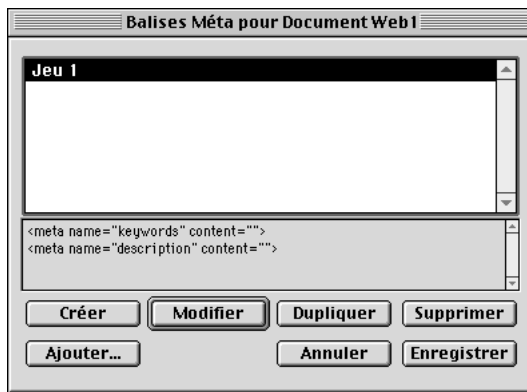 Balises Méta pour Document Web1
Jeu 1
<meta name="keywords" content="">
<meta name="description" content="">
Créer
Modifier
Dupliquer
Supprimer
Ajouter...
Annuler
Enregistrer